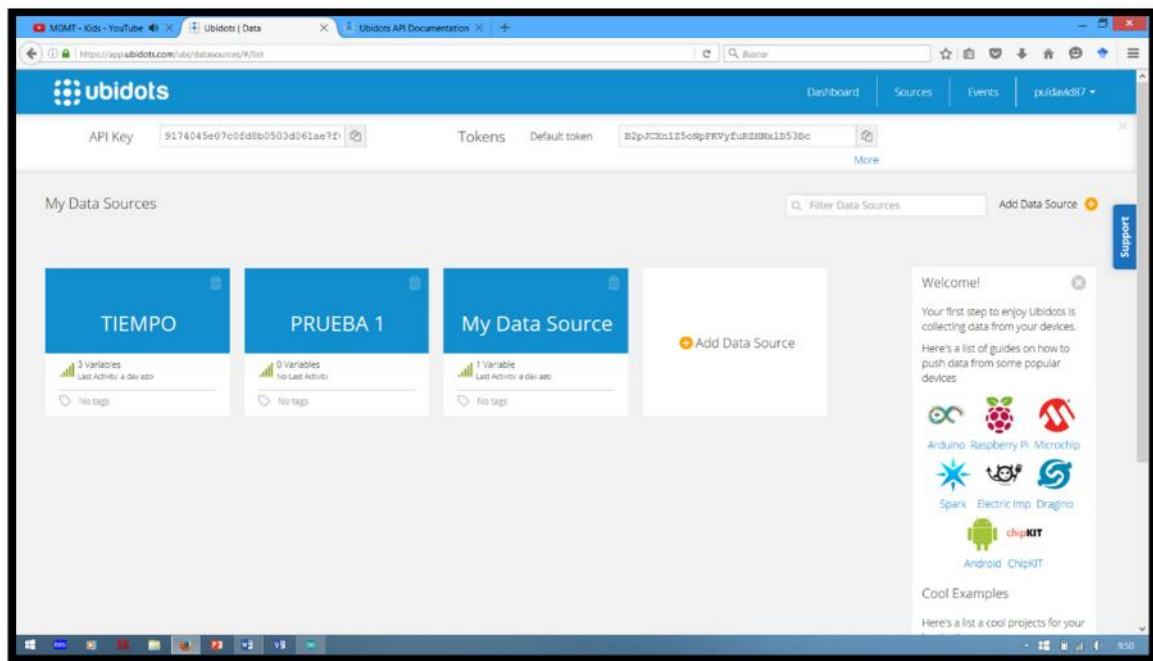 MGMT - Kids - YouTube
Ubidots | Data
Ubidots API Documentation
https://app.ubidots.com/ubi/datasources/#/list
Buscar
ubidots
Dashboard
Sources
Events
puldavid87
API Key
9174045e07c0fd8b0503d061ae7f
Tokens
Default token
B2pJCXn1Z5oNpPKVyfuRZHNxlB53Bc
More
My Data Sources
Filter Data Sources
Add Data Source
Support
TIEMPO
3 Variables
Last Activity: a day ago
No tags
PRUEBA 1
0 Variables
No Last Activity
No tags
My Data Source
1 Variable
Last Activity: a day ago
No tags
Add Data Source
Welcome!
Your first step to enjoy Ubidots is
collecting data from your devices.
Here's a list of guides on how to
push data from some popular
devices
Arduino Raspberry Pi Microchip
Spark Electric Imp Dragino
chipKIT
Android ChipKIT
Cool Examples
Here's a list a cool projects for your
9:50